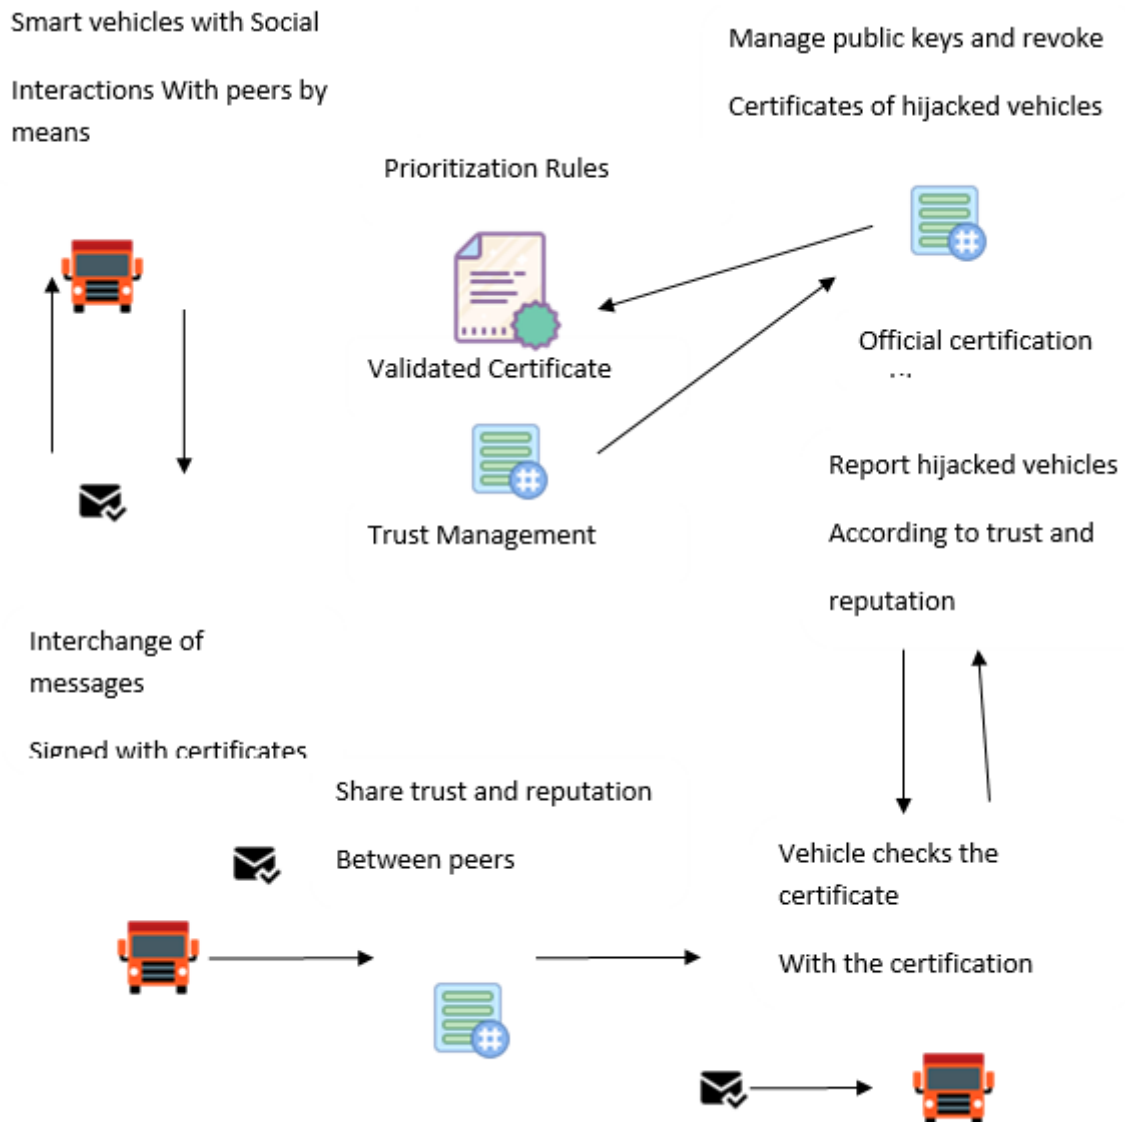 Smart vehicles with Social
Interactions With peers by
means
Manage public keys and revoke
Certificates of hijacked vehicles
Prioritization Rules
Validated Certificate
Trust Management
Official certification
Report hijacked vehicles
According to trust and
reputation
Interchange of
messages
Signed with certificates
Share trust and reputation
Between peers
Vehicle checks the
certificate
With the certification